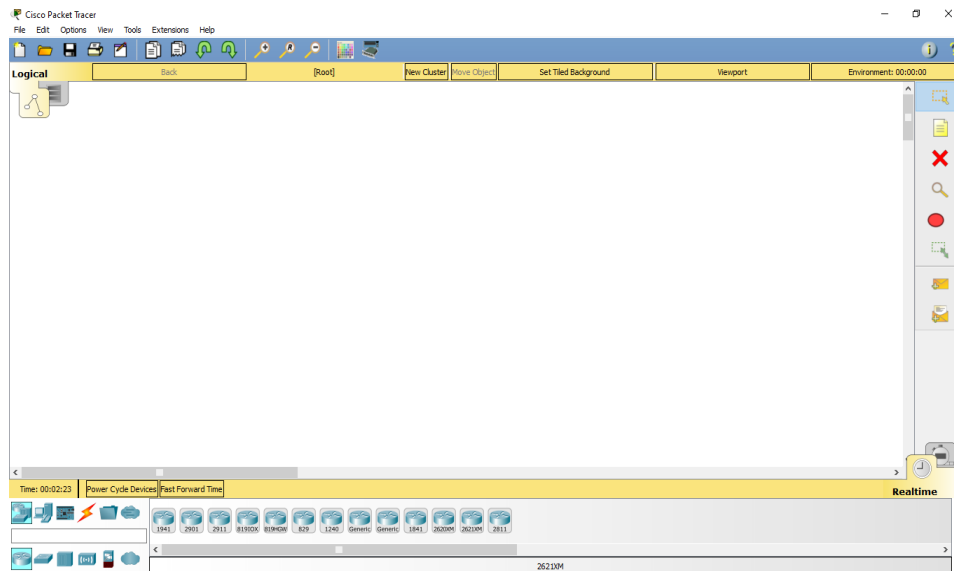 Cisco Packet Tracer
File Edit Options View Tools Extensions Help
Logical Back [Root] New Cluster Move Object Set Tiled Background Viewport Environment: 00:00:00
Time: 00:02:23 Power Cycle Devices Fast Forward Time
Realtime
1941 2901 2911 819IOX 819HGW 829 1240 Generic Generic 1841 2620XM 2621XM 2811
2621XM